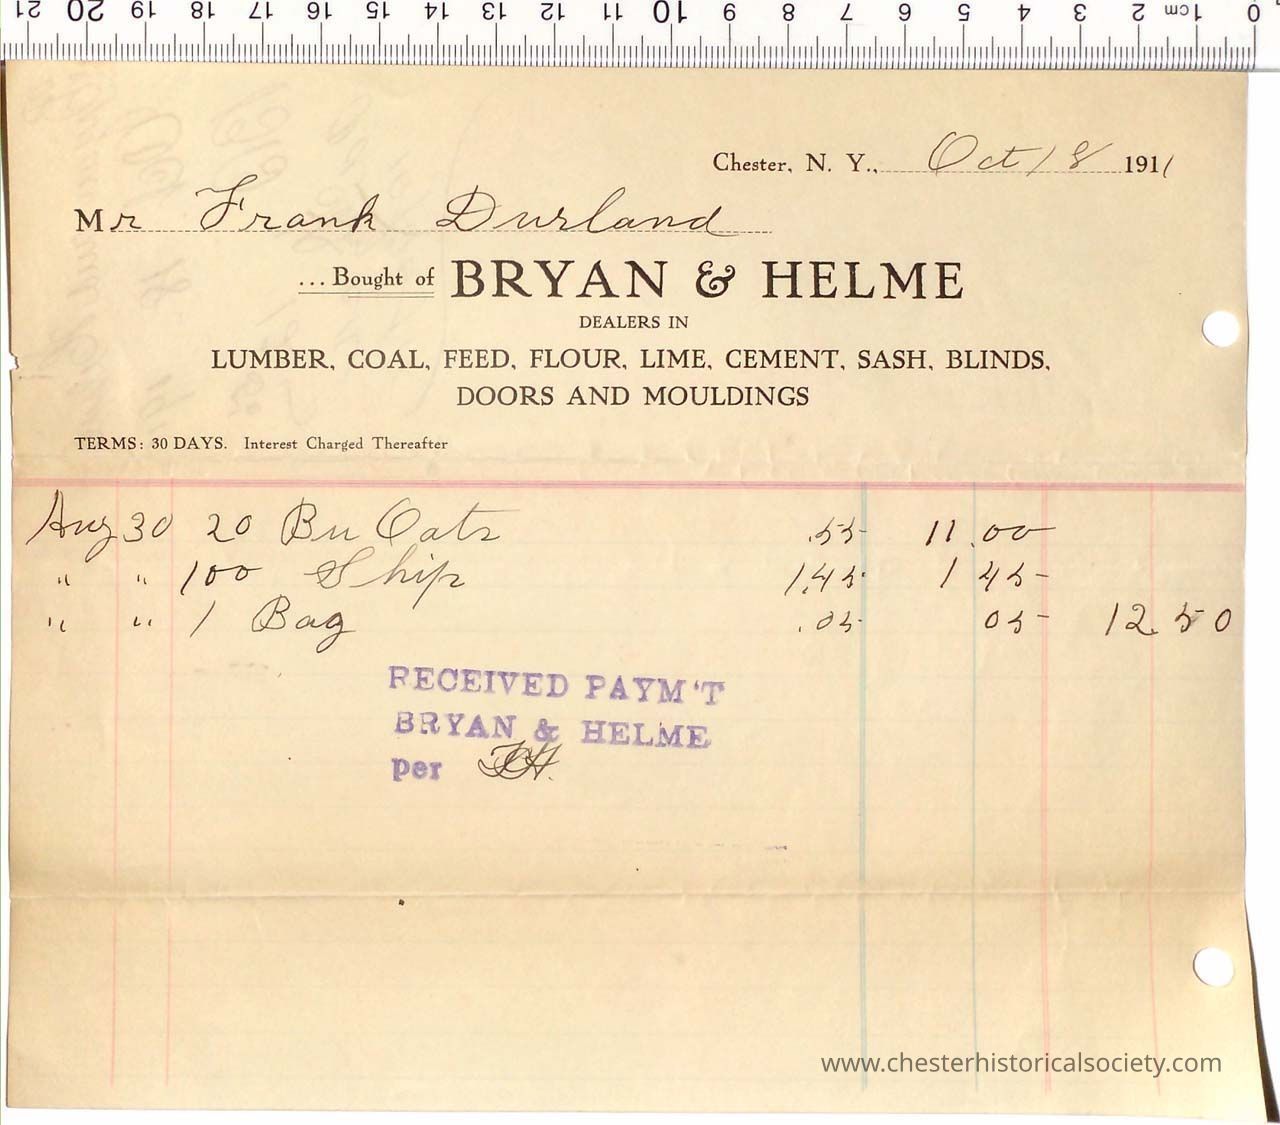 21 20 19 18 17 16 15 14 13 12 11 10 9 8 7 6 5 4 3 2 1cm 0
Chester, N. Y., Oct 18 1911
Mr Frank Durland
... Bought of BRYAN & HELME
DEALERS IN
LUMBER, COAL, FEED, FLOUR, LIME, CEMENT, SASH, BLINDS,
DOORS AND MOULDINGS
TERMS: 30 DAYS. Interest Charged Thereafter
Aug 30 20 Bu Oats .55 11.00
" " 100 Ship 1.45 1 45
" " 1 Bag .05 05 12.50
RECEIVED PAYM'T
BRYAN & HELME
per
www.chesterhistoricalsociety.com